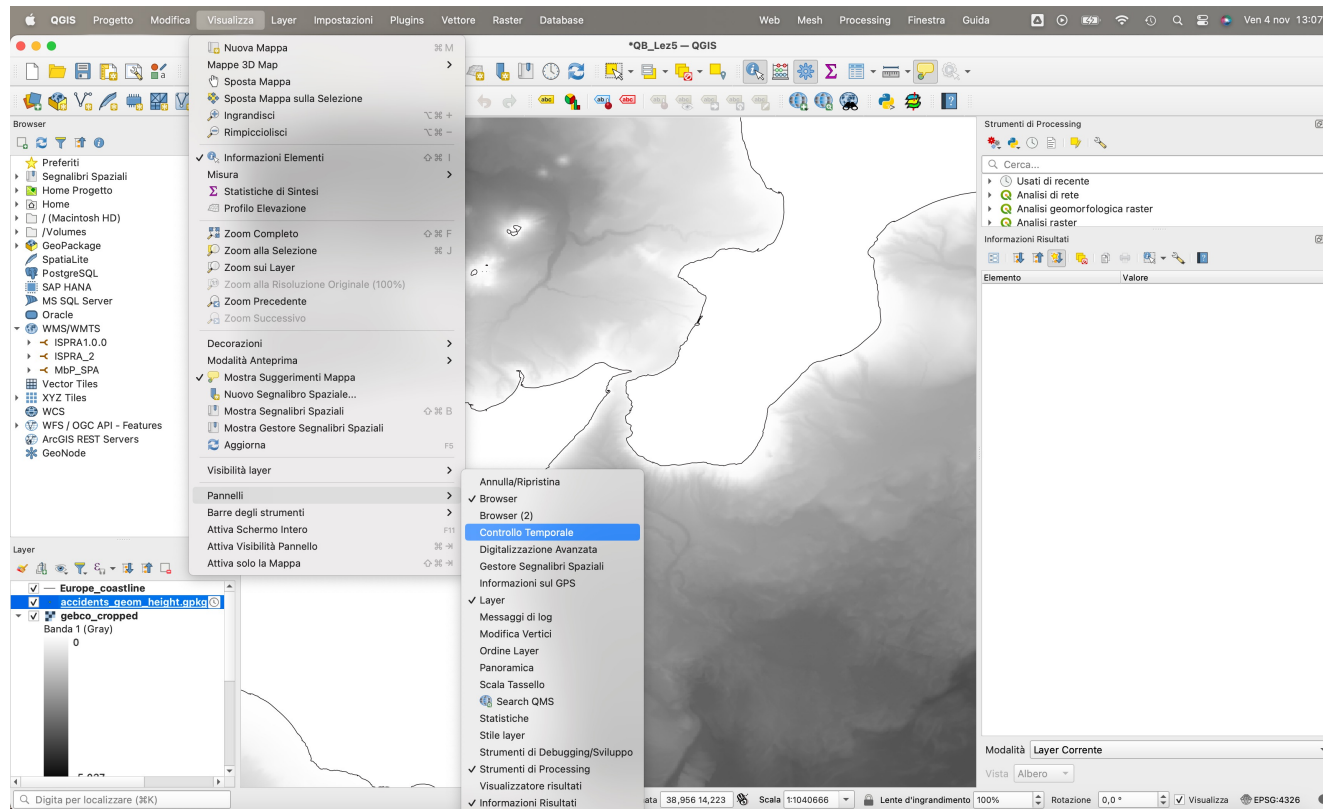 QGIS Progetto Modifica Visualizza Layer Impostazioni Plugins Vettore Raster Database Web Mesh Processing Finestra Guida Ven 4 nov 13:07
*QB_Lez5 — QGIS
Nuova Mappa ⌘M
Mappe 3D Map
Sposta Mappa
Sposta Mappa sulla Selezione
Ingrandisci ⌥⌘+
Rimpicciolisci ⌥⌘−
Informazioni Elementi ⇧⌘I
Misura
Statistiche di Sintesi
Profilo Elevazione
Zoom Completo ⇧⌘F
Zoom alla Selezione ⌘J
Zoom sui Layer
Zoom alla Risoluzione Originale (100%)
Zoom Precedente
Zoom Successivo
Decorazioni
Modalità Anteprima
Mostra Suggerimenti Mappa
Nuovo Segnalibro Spaziale...
Mostra Segnalibri Spaziali ⇧⌘B
Mostra Gestore Segnalibri Spaziali
Aggiorna F5
Visibilità layer
Pannelli
Barre degli strumenti
Attiva Schermo Intero F11
Attiva Visibilità Pannello
Attiva solo la Mappa
Annulla/Ripristina
Browser
Browser (2)
Controllo Temporale
Digitalizzazione Avanzata
Gestore Segnalibri Spaziali
Informazioni sul GPS
Layer
Messaggi di log
Modifica Vertici
Ordine Layer
Panoramica
Scala Tassello
Search QMS
Statistiche
Stile layer
Strumenti di Debugging/Sviluppo
Strumenti di Processing
Visualizzatore risultati
Informazioni Risultati
Browser
Preferiti
Segnalibri Spaziali
Home Progetto
Home
/ (Macintosh HD)
/Volumes
GeoPackage
SpatiaLite
PostgreSQL
SAP HANA
MS SQL Server
Oracle
WMS/WMTS
ISPRA1.0.0
ISPRA_2
MbP_SPA
Vector Tiles
XYZ Tiles
WCS
WFS / OGC API - Features
ArcGIS REST Servers
GeoNode
Layer
Europe_coastline
accidents_geom_height.gpkg
gebco_cropped
Banda 1 (Gray)
0
Strumenti di Processing
Cerca...
Usati di recente
Analisi di rete
Analisi geomorfologica raster
Analisi raster
Informazioni Risultati
Elemento Valore
Modalità Layer Corrente
Vista Albero
Digita per localizzare (⌘K)
ata 38,956 14,223 Scala 1:1040666 Lente d'ingrandimento 100% Rotazione 0,0 ° Visualizza EPSG:4326